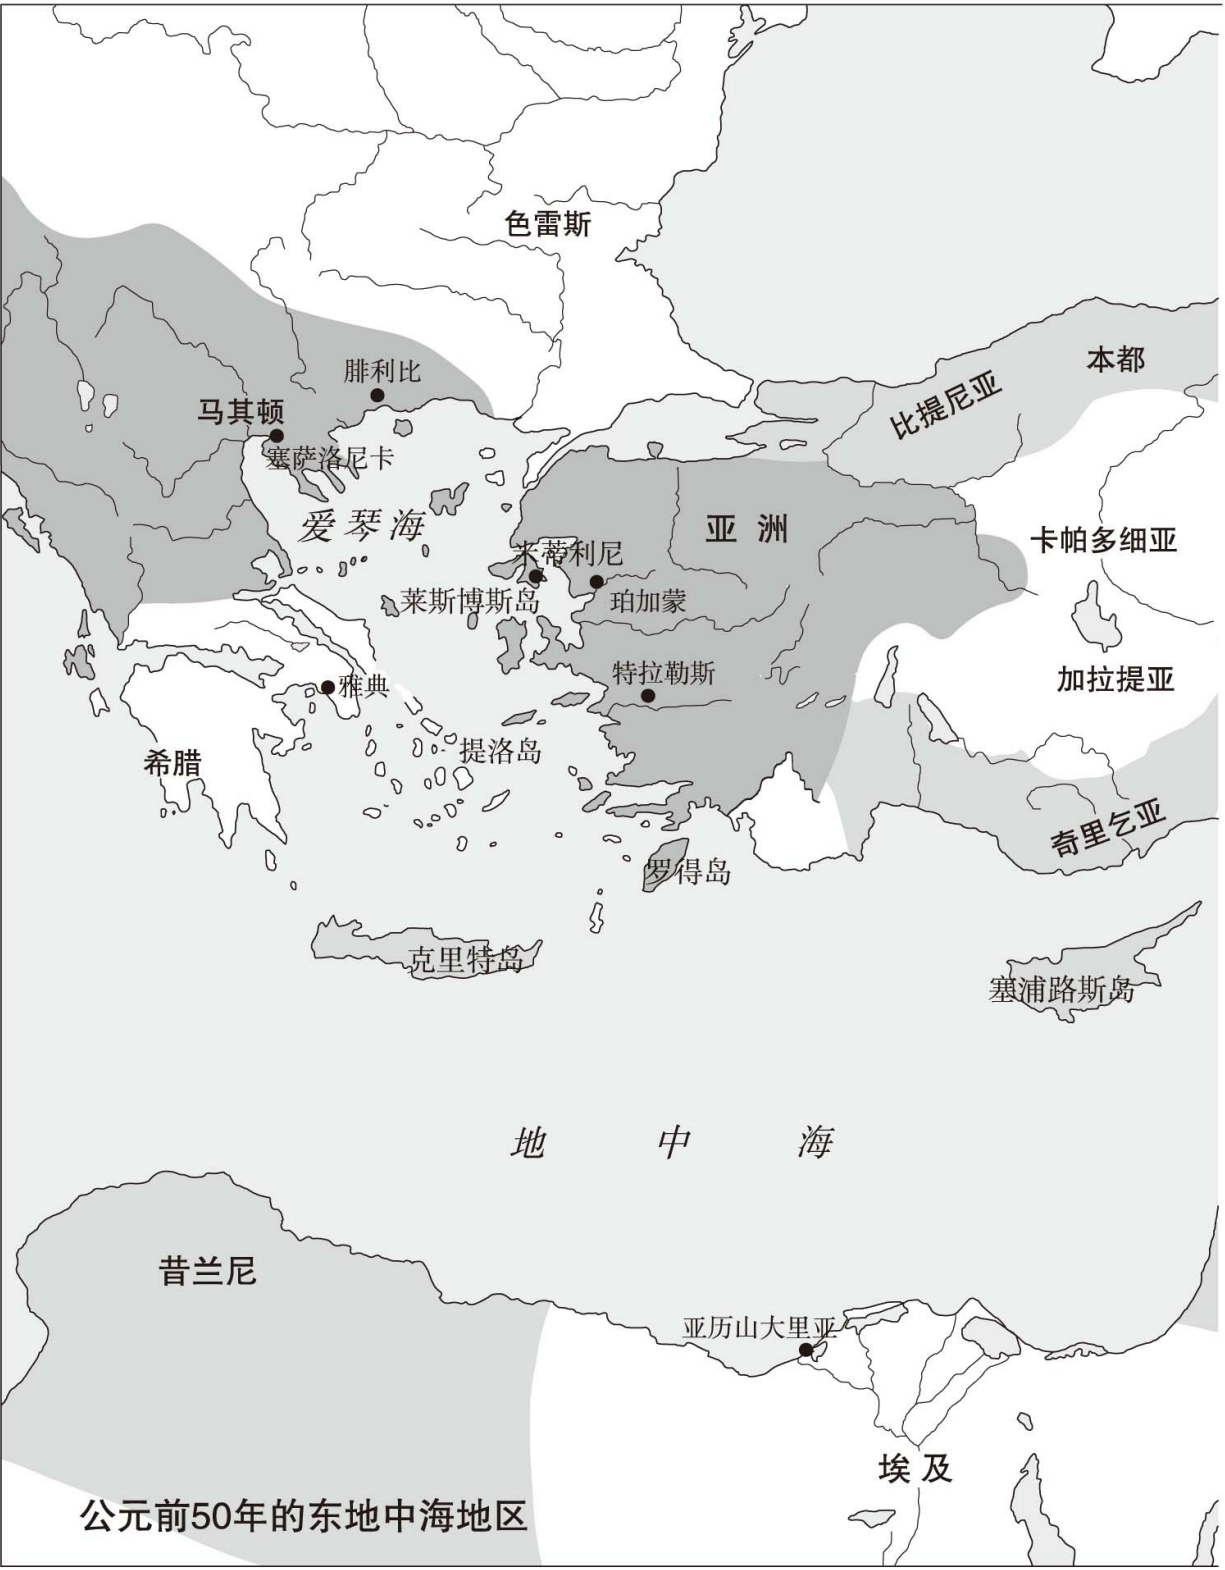 色雷斯
本都
腓利比
比提尼亚
马其顿
塞萨洛尼卡
爱琴海
亚洲
卡帕多细亚
米蒂利尼
莱斯博斯岛
珀加蒙
特拉勒斯
加拉提亚
雅典
提洛岛
希腊
奇里乞亚
罗得岛
克里特岛
塞浦路斯岛
地中海
昔兰尼
亚历山大里亚
埃及
公元前50年的东地中海地区